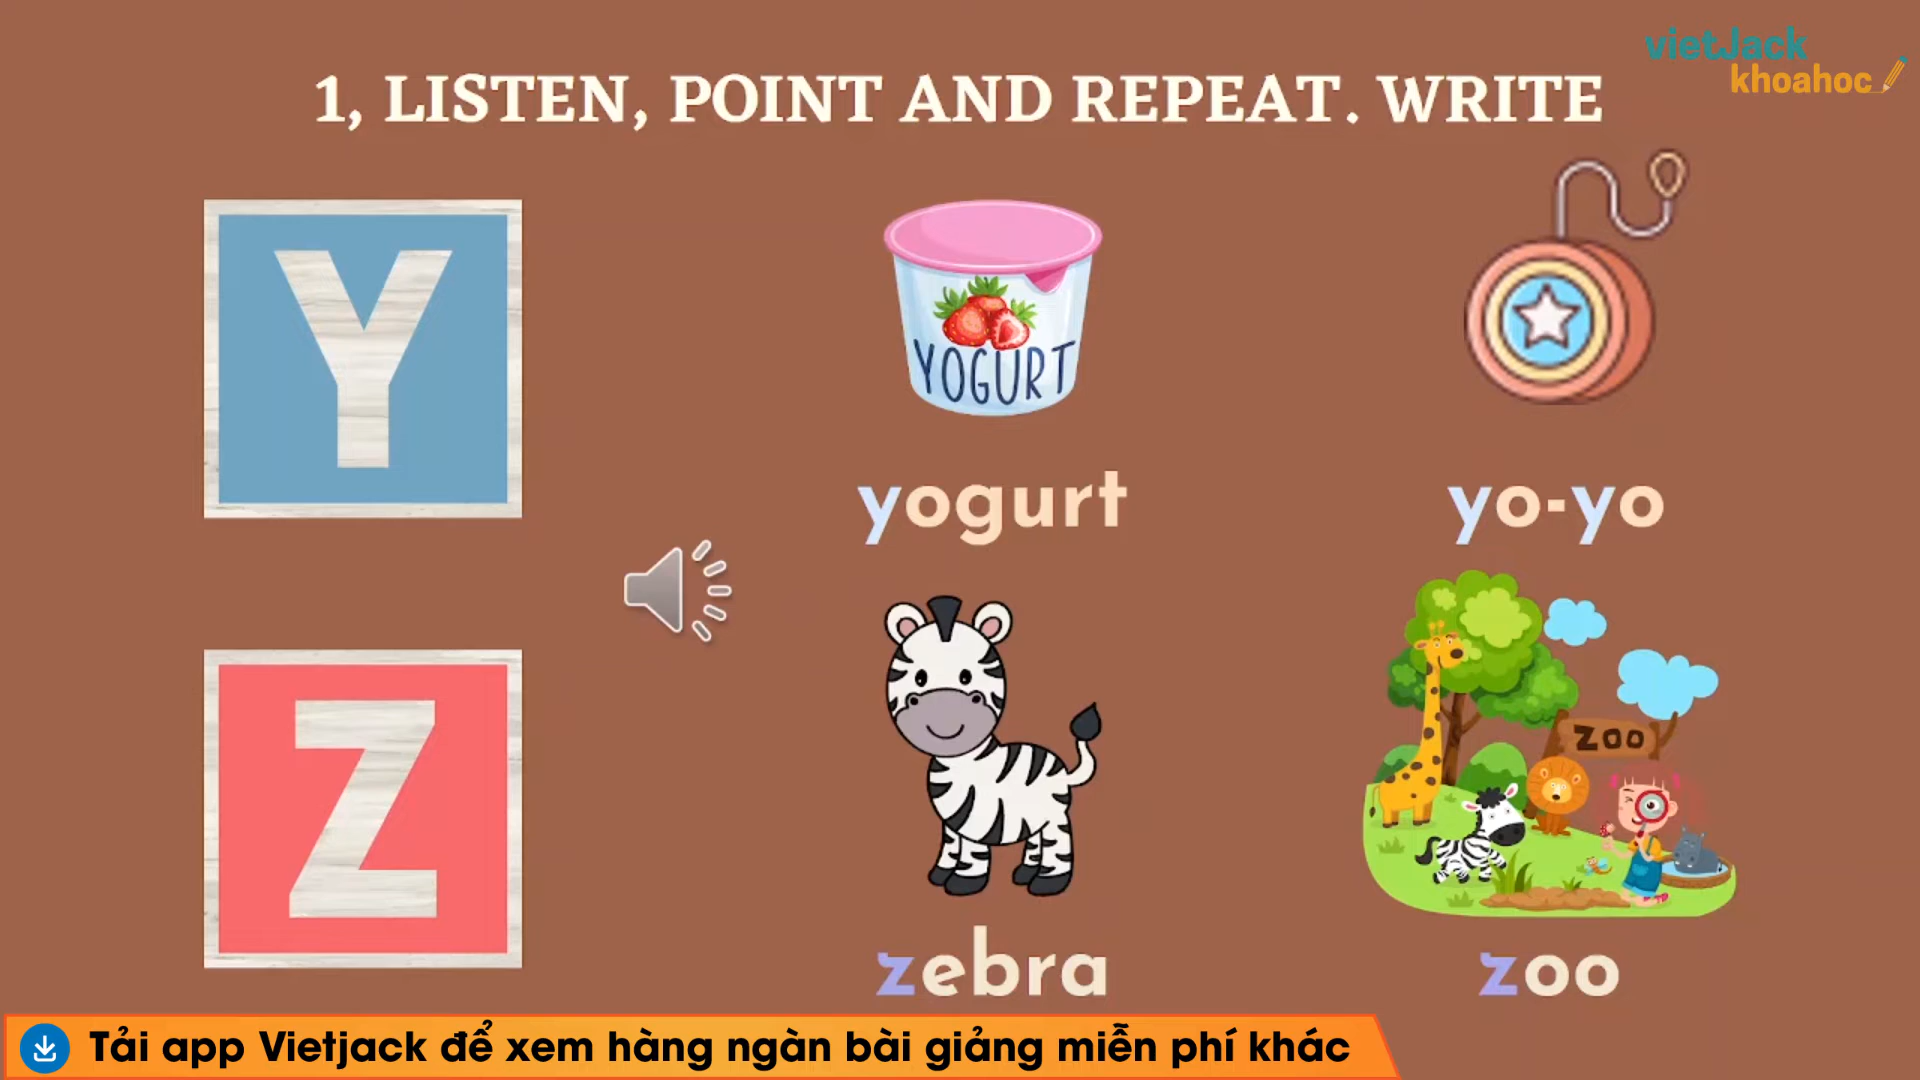 vietJack
khoahoc
1, LISTEN, POINT AND REPEAT. WRITE
Y
YOGURT
yogurt
yo-yo
Z
ZOO
zebra
zoo
Tải app Vietjack để xem hàng ngàn bài giảng miễn phí khác